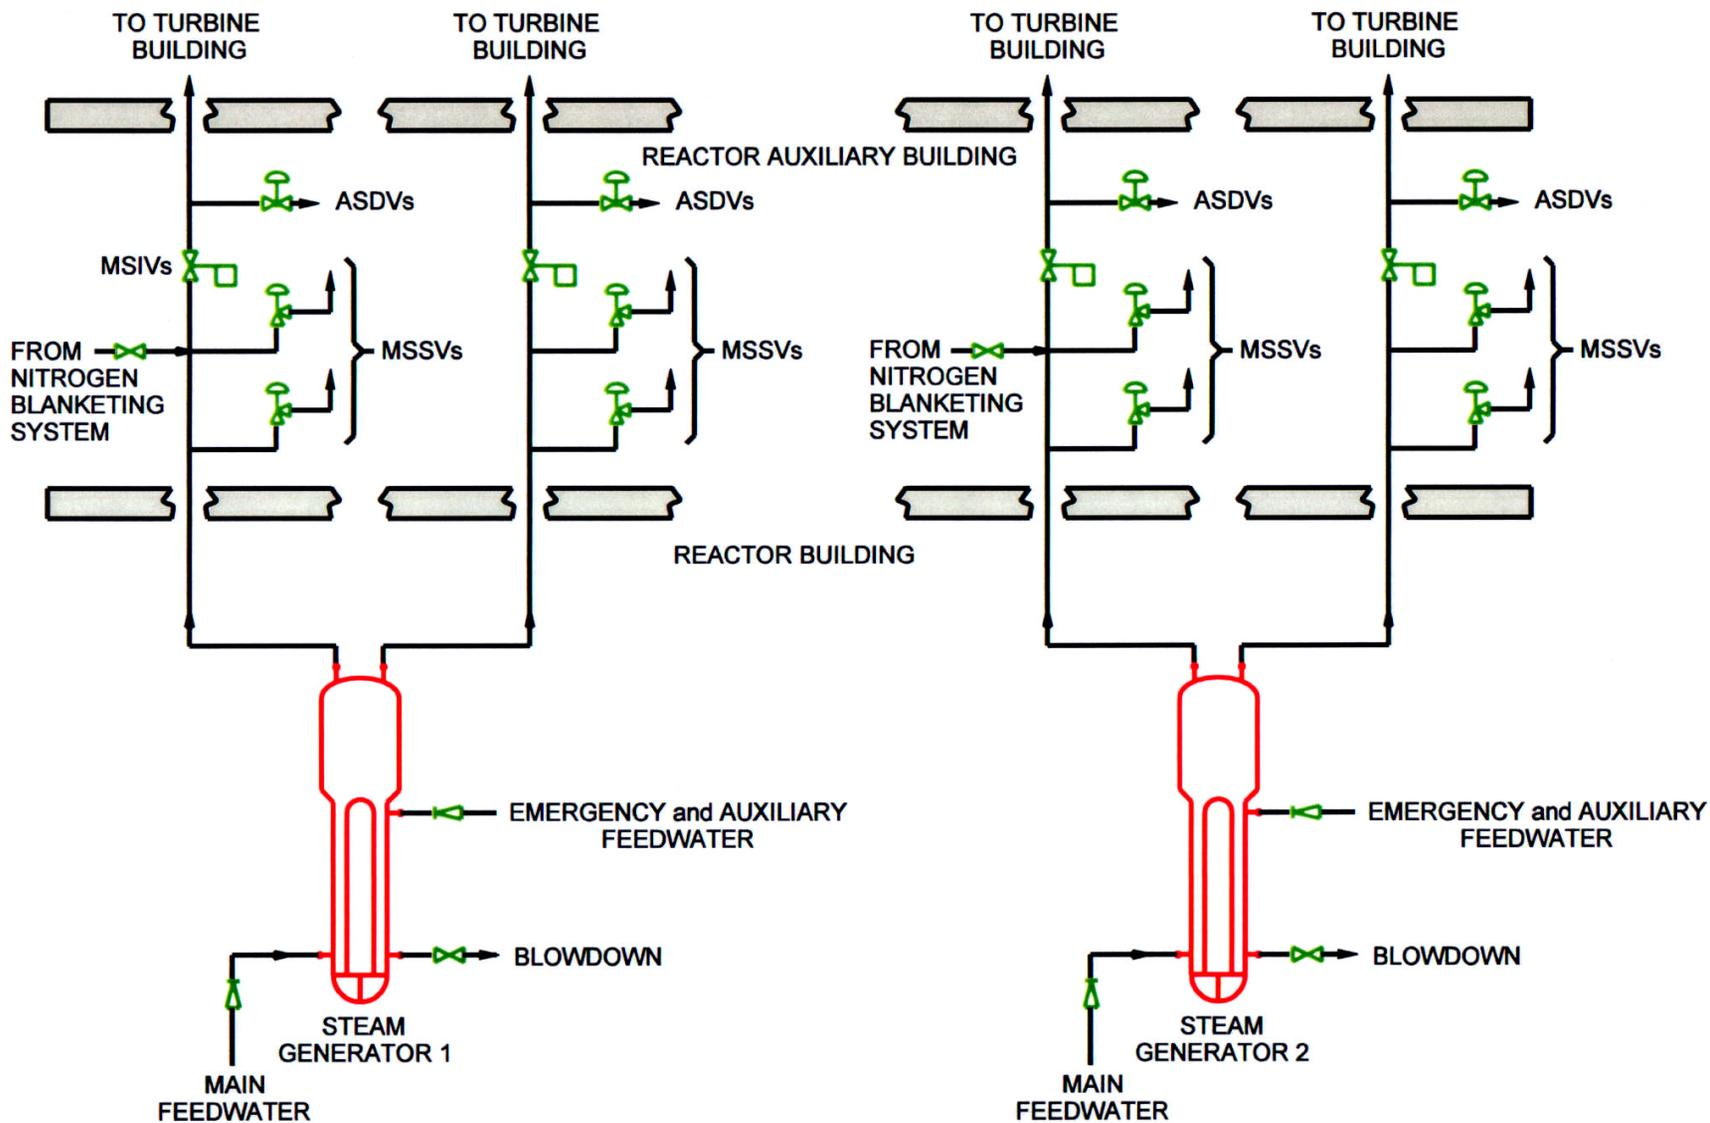 TO TURBINE
BUILDING
TO TURBINE
BUILDING
TO TURBINE
BUILDING
TO TURBINE
BUILDING
REACTOR AUXILIARY BUILDING
ASDVs
ASDVs
ASDVs
ASDVs
MSIVs
FROM
NITROGEN
BLANKETING
SYSTEM
MSSVs
MSSVs
FROM
NITROGEN
BLANKETING
SYSTEM
MSSVs
MSSVs
REACTOR BUILDING
EMERGENCY and AUXILIARY
FEEDWATER
EMERGENCY and AUXILIARY
FEEDWATER
BLOWDOWN
BLOWDOWN
STEAM
GENERATOR 1
STEAM
GENERATOR 2
MAIN
FEEDWATER
MAIN
FEEDWATER